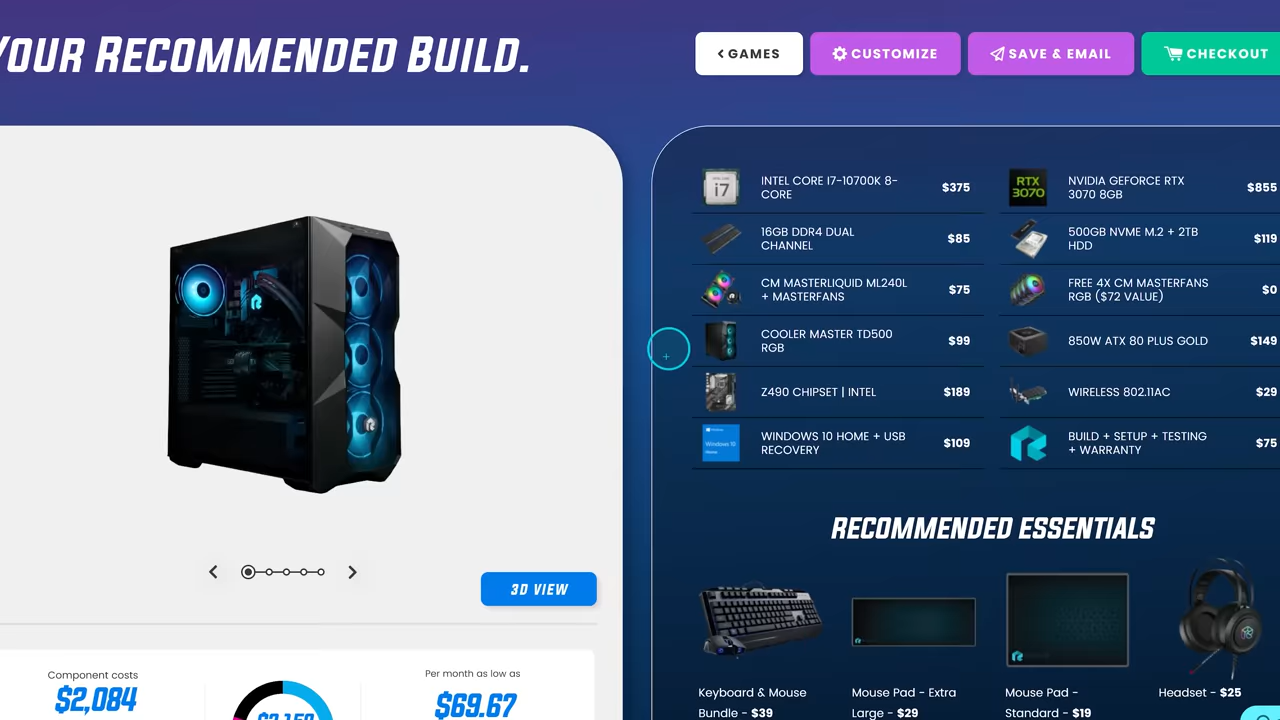 YOUR RECOMMENDED BUILD.
< GAMES
CUSTOMIZE
SAVE & EMAIL
CHECKOUT
i7
INTEL CORE I7-10700K 8-
CORE
$375
RTX
3070
NVIDIA GEFORCE RTX
3070 8GB
$855
16GB DDR4 DUAL
CHANNEL
$85
500GB NVME M.2 + 2TB
HDD
$119
CM MASTERLIQUID ML240L
+ MASTERFANS
$75
FREE 4X CM MASTERFANS
RGB ($72 VALUE)
$0
COOLER MASTER TD500
RGB
$99
850W ATX 80 PLUS GOLD
$149
Z490 CHIPSET | INTEL
$189
WIRELESS 802.11AC
$29
Windows 10
WINDOWS 10 HOME + USB
RECOVERY
$109
BUILD + SETUP + TESTING
+ WARRANTY
$75
3D VIEW
Component costs
$2,084
Per month as low as
$69.67
RECOMMENDED ESSENTIALS
Keyboard & Mouse
Bundle - $39
Mouse Pad - Extra
Large - $29
Mouse Pad -
Standard - $19
Headset - $25